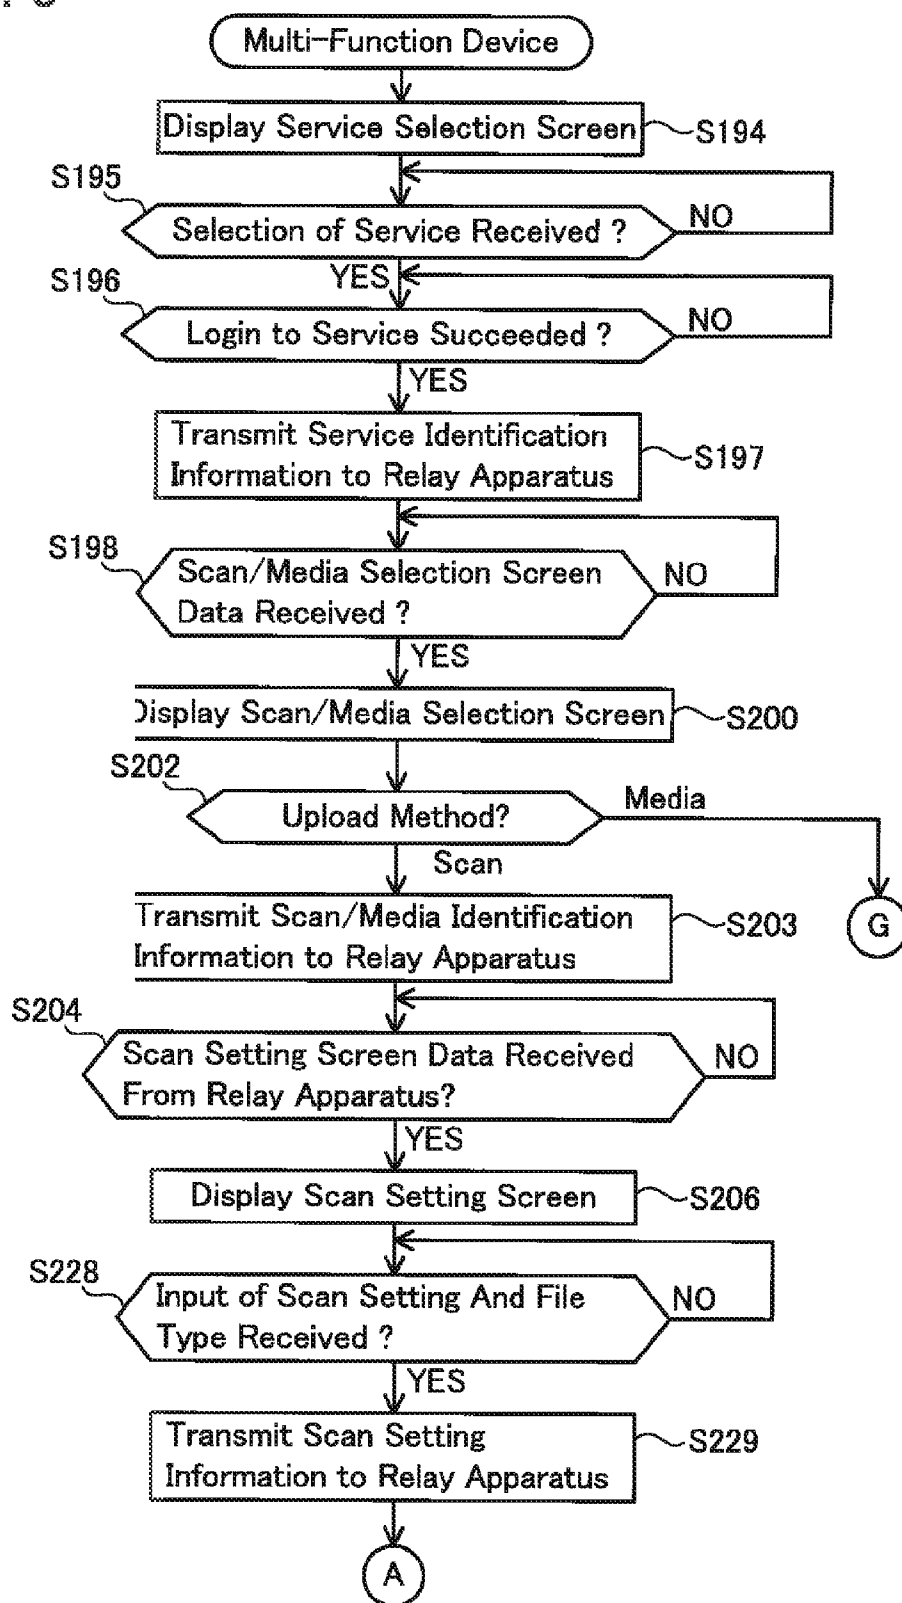 Multi-Function Device
Display Service Selection Screen
S194
S195
Selection of Service Received ?
NO
YES
S196
Login to Service Succeeded ?
NO
YES
Transmit Service Identification
Information to Relay Apparatus
S197
S198
Scan/Media Selection Screen
Data Received ?
NO
YES
Display Scan/Media Selection Screen
S200
S202
Upload Method?
Media
Scan
G
Transmit Scan/Media Identification
Information to Relay Apparatus
S203
S204
Scan Setting Screen Data Received
From Relay Apparatus?
NO
YES
Display Scan Setting Screen
S206
S228
Input of Scan Setting And File
Type Received ?
NO
YES
Transmit Scan Setting
Information to Relay Apparatus
S229
A